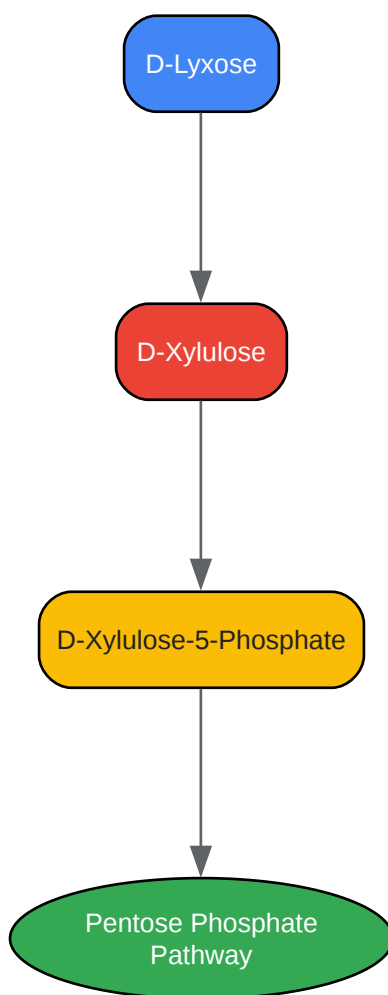 D-Lyxose
D-Xylulose
D-Xylulose-5-Phosphate
Pentose Phosphate
Pathway